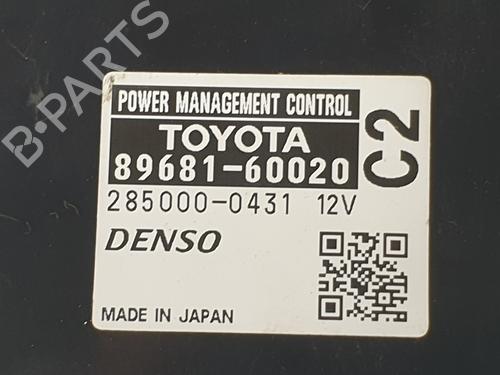 POWER MANAGEMENT CONTROL
TOYOTA
89681-60020
C2
285000-0431 12V
DENSO
MADE IN JAPAN
B-PARTS